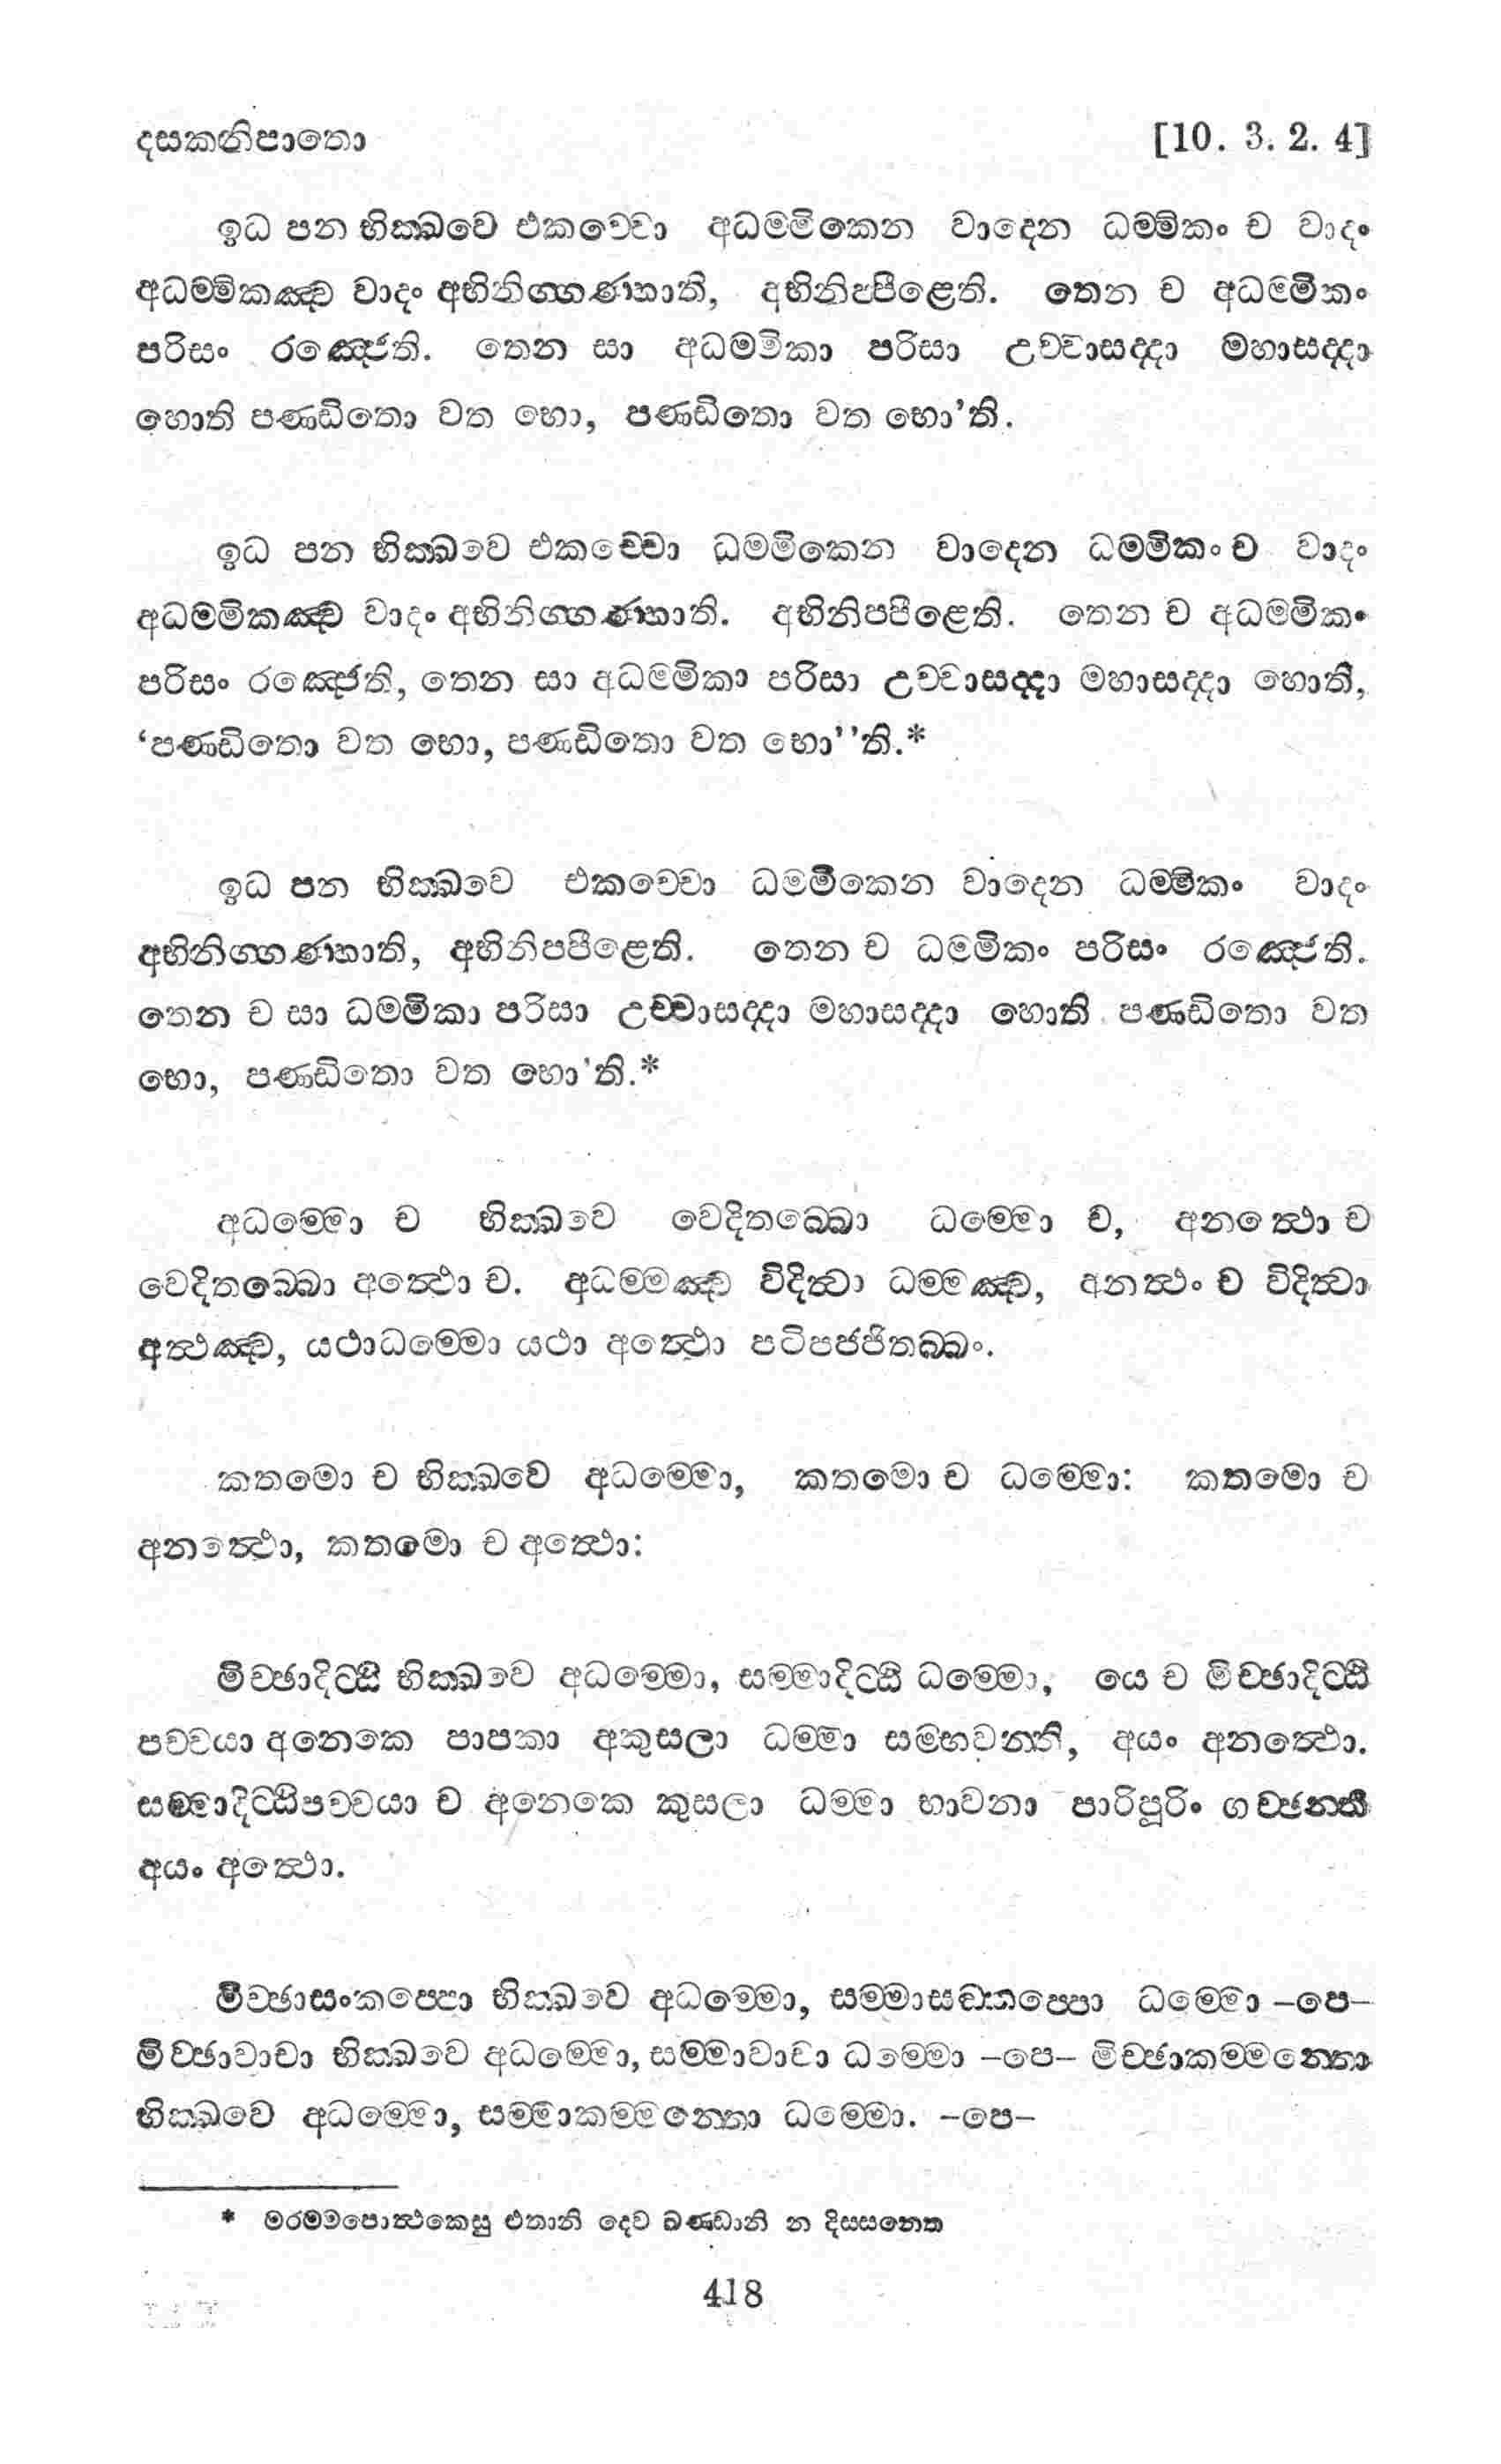 දසකනිපාතො [10. 3. 2. 4]
ඉධ පන භික්ඛවෙ එකච්චො අධම්මිකෙන වාදෙන ධම්මිකං ච වාදං
අධම්මිකඤ්ච වාදං අභිනිග්ගණ්හාති, අභිනිප්පීළෙති. තෙන ච අධම්මිකං
පරිසං රඤ්ජෙති. තෙන සා අධම්මිකා පරිසා උච්චාසද්දා මහාසද්දා
හොති පණ්ඩිතො වත භො, පණ්ඩිතො වත භො’ති.
ඉධ පන භික්ඛවෙ එකච්චො ධම්මිකෙන වාදෙන ධම්මිකං ච වාදං
අධම්මිකඤ්ච වාදං අභිනිග්ගණ්හාති. අභිනිප්පීළෙති. තෙන ච අධම්මිකං
පරිසං රඤ්ජෙති, තෙන සා අධම්මිකා පරිසා උච්චාසද්දා මහාසද්දා හොති,
‘පණ්ඩිතො වත භො, පණ්ඩිතො වත භො’’ති.*
ඉධ පන භික්ඛවෙ එකච්චො ධම්මිකෙන වාදෙන ධම්මිකං වාදං
අභිනිග්ගණ්හාති, අභිනිප්පීළෙති. තෙන ච ධම්මිකං පරිසං රඤ්ජෙති.
තෙන ච සා ධම්මිකා පරිසා උච්චාසද්දා මහාසද්දා හොති පණ්ඩිතො වත
භො, පණ්ඩිතො වත භො’ති.*
අධම්මො ච භික්ඛවෙ වෙදිතබ්බො ධම්මො ච, අනත්ථො ච
වෙදිතබ්බො අත්ථො ච. අධම්මඤ්ච විදිත්වා ධම්මඤ්ච, අනත්ථං ච විදිත්වා
අත්ථඤ්ච, යථාධම්මො යථා අත්ථො පටිපජ්ජිතබ්බං.
කතමො ච භික්ඛවෙ අධම්මො, කතමො ච ධම්මො: කතමො ච
අනත්ථො, කතමො ච අත්ථො:
මිච්ඡාදිට්ඨි භික්ඛවෙ අධම්මො, සම්මාදිට්ඨි ධම්මො, යෙ ච මිච්ඡාදිට්ඨි
පච්චයා අනෙකෙ පාපකා අකුසලා ධම්මා සම්භවන්ති, අයං අනත්ථො.
සම්මාදිට්ඨිපච්චයා ච අනෙකෙ කුසලා ධම්මා භාවනා පාරිපූරිං ගච්ඡන්ති
අයං අත්ථො.
මිච්ඡාසංකප්පො භික්ඛවෙ අධම්මො, සම්මාසඞ්කප්පො ධම්මො –පෙ–
මිච්ඡාවාචා භික්ඛවෙ අධම්මො, සම්මාවාචා ධම්මො –පෙ– මිච්ඡාකම්මන්තො
භික්ඛවෙ අධම්මො, සම්මාකම්මන්තො ධම්මො. –පෙ–
* මරම්මපොත්ථකෙසු එතානි දෙව ඛණ්ඩානි න දිස්සන්තෙ
418